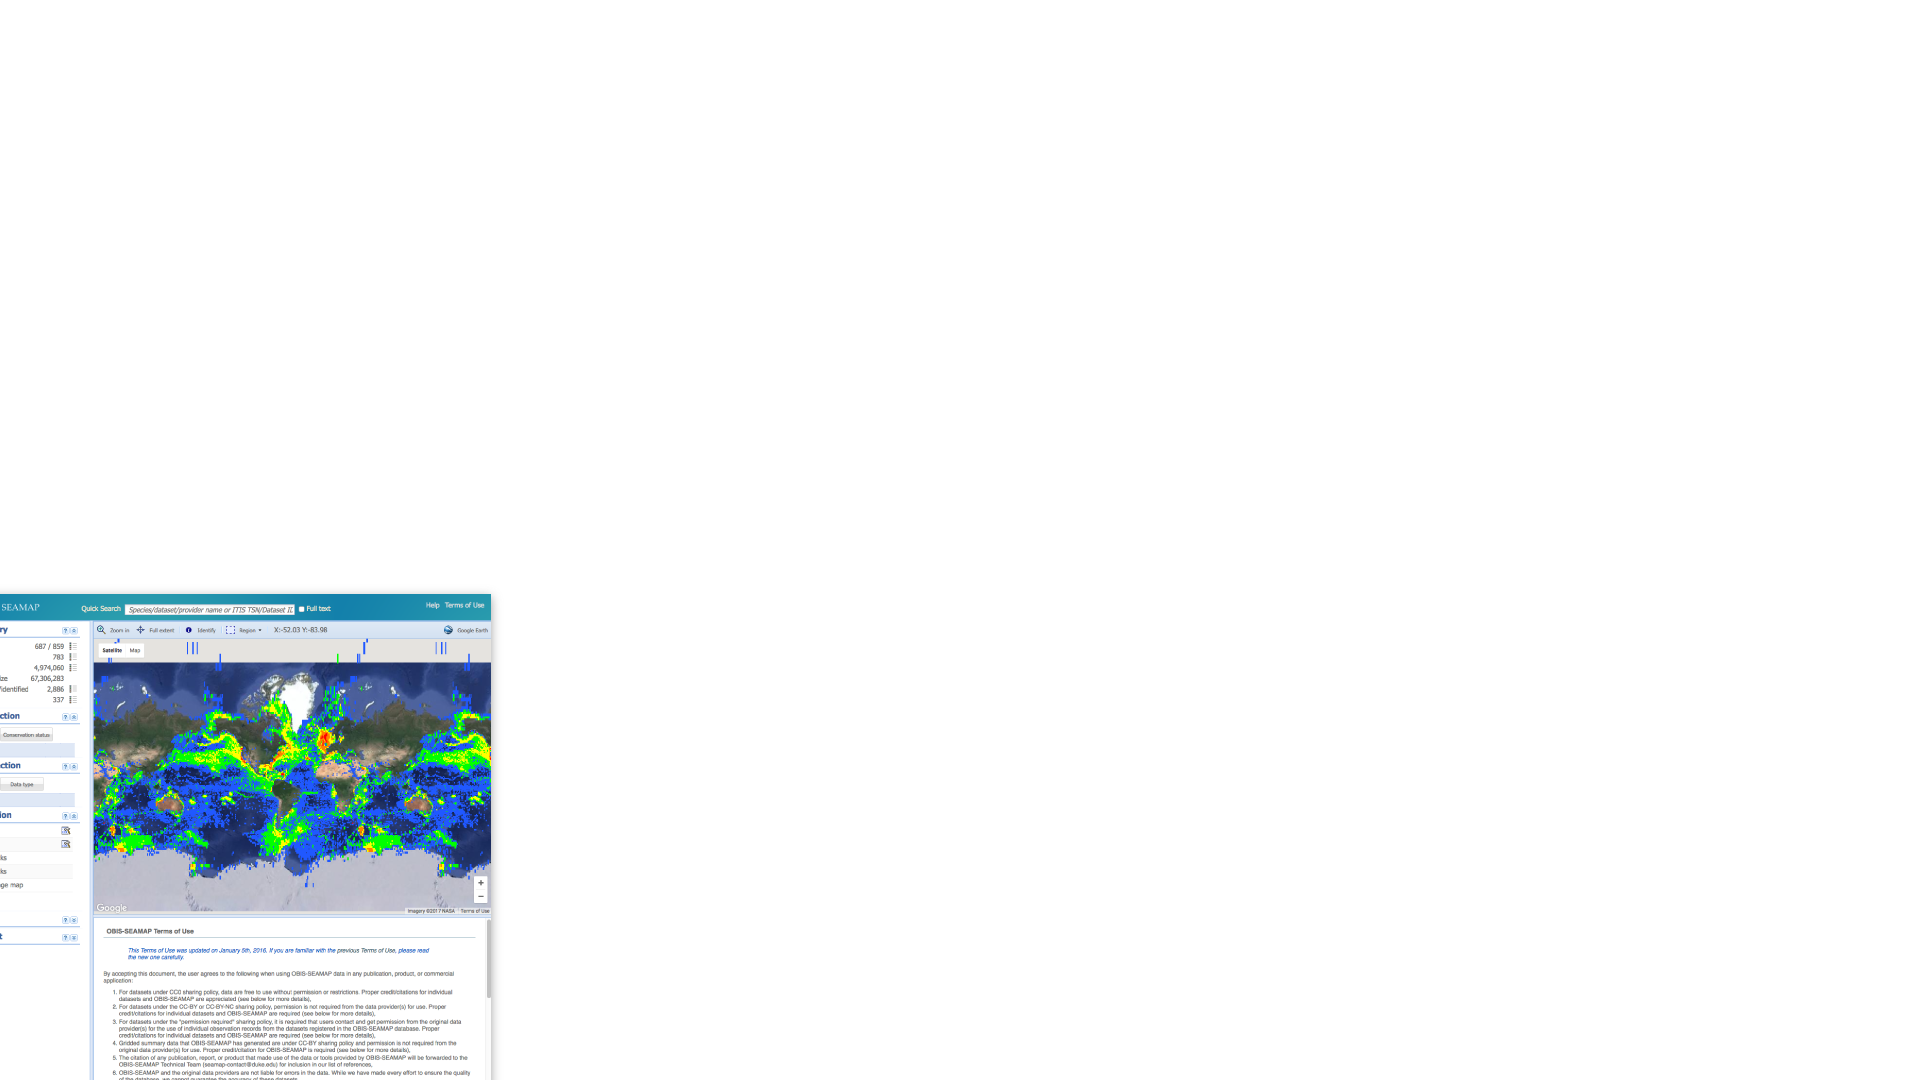 SEAMAP
Quick Search
Species/dataset/provider name or ITIS TSN/Dataset ID
Full text
Help Terms of Use
ry
687 / 859
783
4,974,060
ize 67,306,283
/identified 2,886
337
ction
Conservation status
ction
Data type
ion
ks
ks
ge map
t
Zoom in Full extent Identify Region X:-52.03 Y:-83.98 Google Earth
Satellite Map
+
−
Google
Imagery ©2017 NASA Terms of Use
OBIS-SEAMAP Terms of Use
This Terms of Use was updated on January 5th, 2016. If you are familiar with the previous Terms of Use, please read
the new one carefully.
By accepting this document, the user agrees to the following when using OBIS-SEAMAP data in any publication, product, or commercial
application:
1. For datasets under CC0 sharing policy, data are free to use without permission or restrictions. Proper credit/citations for individual
datasets and OBIS-SEAMAP are appreciated (see below for more details),
2. For datasets under the CC-BY or CC-BY-NC sharing policy, permission is not required from the data provider(s) for use. Proper
credit/citations for individual datasets and OBIS-SEAMAP are required (see below for more details),
3. For datasets under the "permission required" sharing policy, it is required that users contact and get permission from the original data
provider(s) for the use of individual observation records from the datasets registered in the OBIS-SEAMAP database. Proper
credit/citations for individual datasets and OBIS-SEAMAP are required (see below for more details),
4. Gridded summary data that OBIS-SEAMAP has generated are under CC-BY sharing policy and permission is not required from the
original data provider(s) for use. Proper credit/citation for OBIS-SEAMAP is required (see below for more details),
5. The citation of any publication, report, or product that made use of the data or tools provided by OBIS-SEAMAP will be forwarded to the
OBIS-SEAMAP Technical Team (seamap-contact@duke.edu) for inclusion in our list of references,
6. OBIS-SEAMAP and the original data providers are not liable for errors in the data. While we have made every effort to ensure the quality
of the database, we cannot guarantee the accuracy of these datasets.